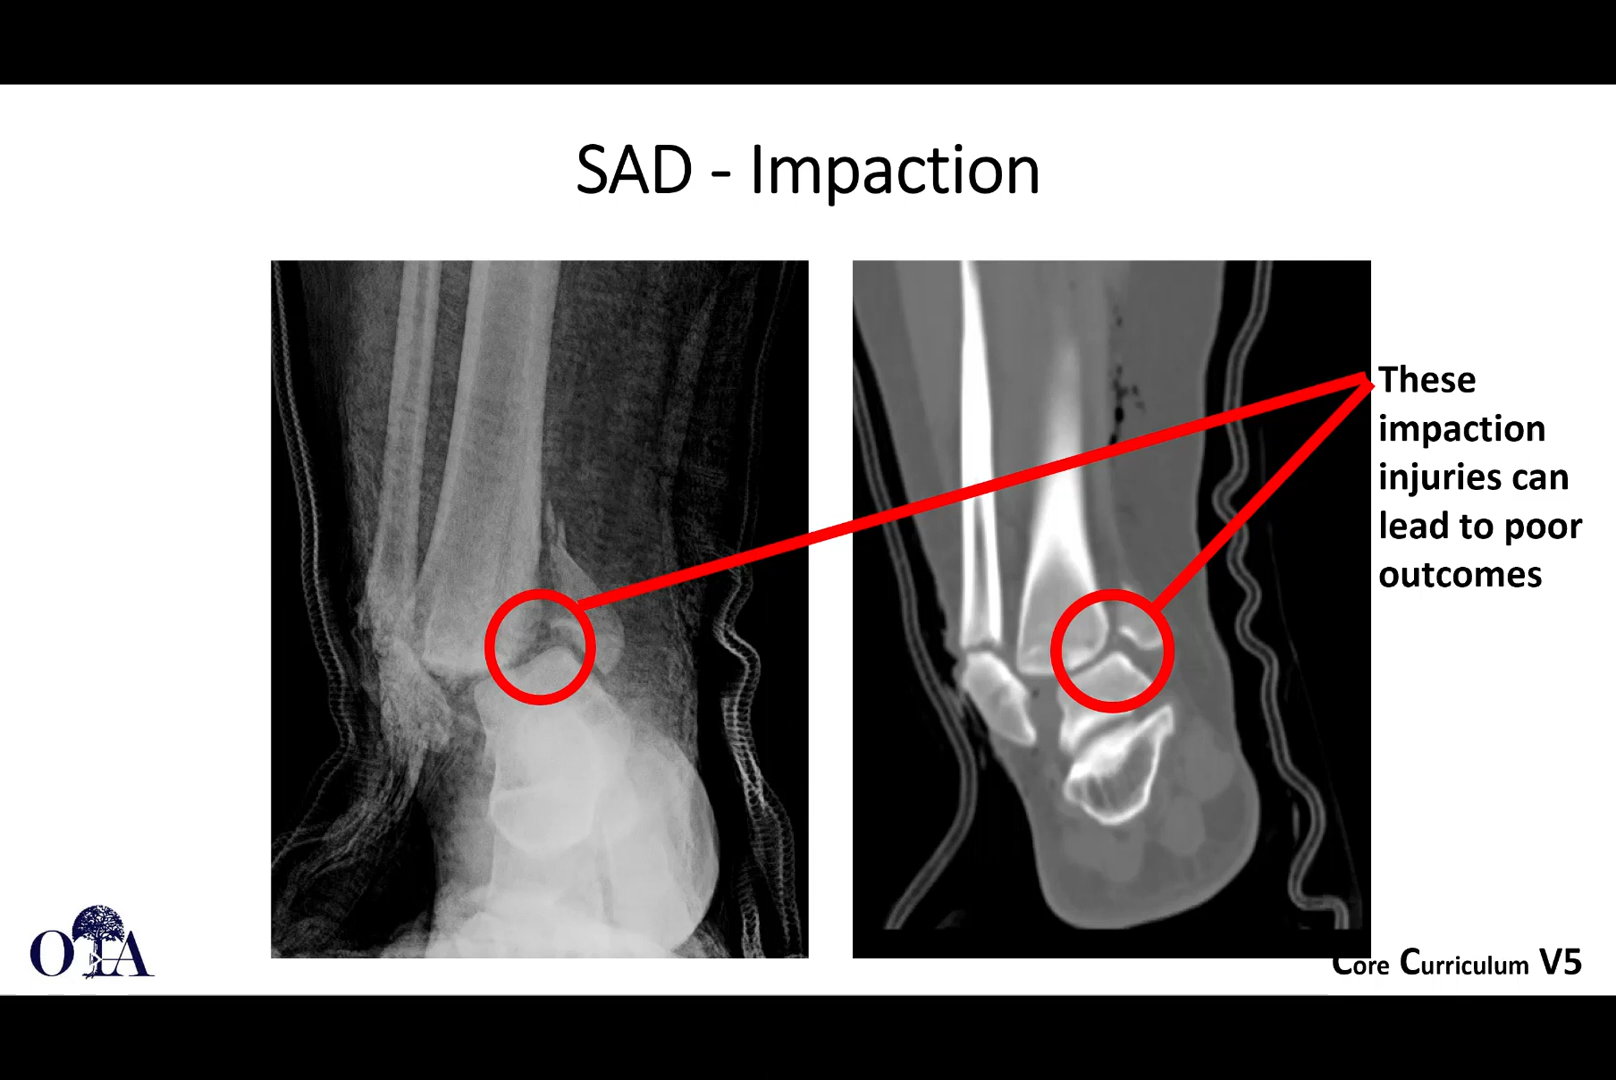 SAD - Impaction
These
impaction
injuries can
lead to poor
outcomes
OTA
Core Curriculum V5